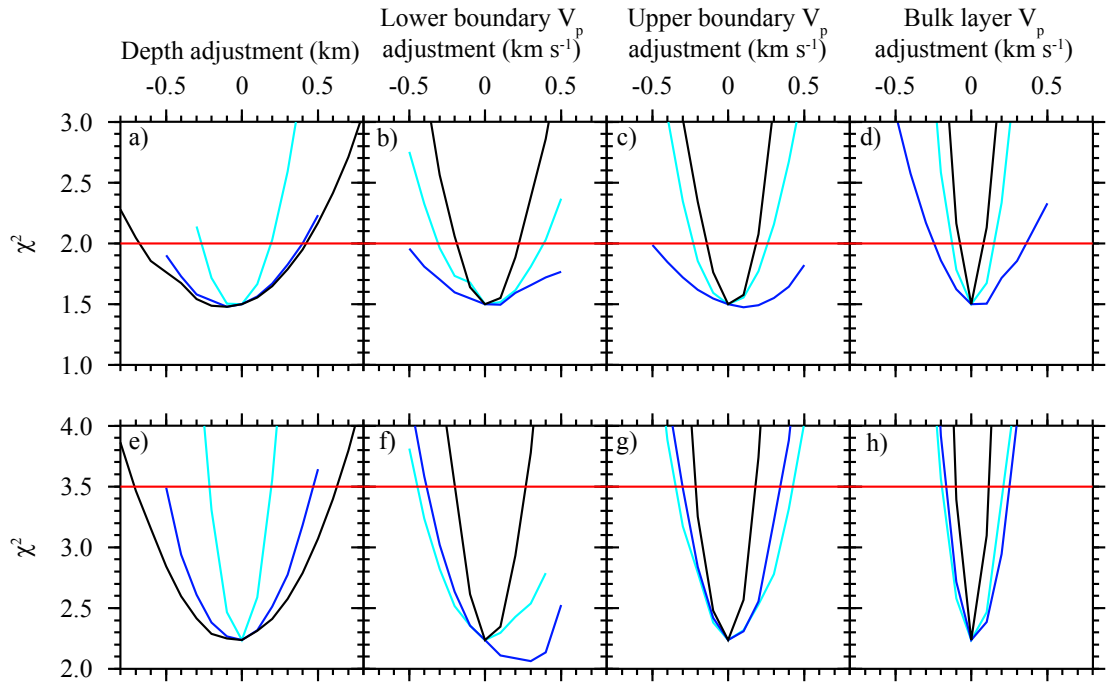 Depth adjustment (km)
Lower boundary Vp
adjustment (km s-1)
Upper boundary Vp
adjustment (km s-1)
Bulk layer Vp
adjustment (km s-1)
-0.5 0 0.5
-0.5 0 0.5
-0.5 0 0.5
-0.5 0 0.5
a) b) c) d)
3.0
2.5
2.0
1.5
1.0
χ2
e) f) g) h)
4.0
3.5
3.0
2.5
2.0
χ2